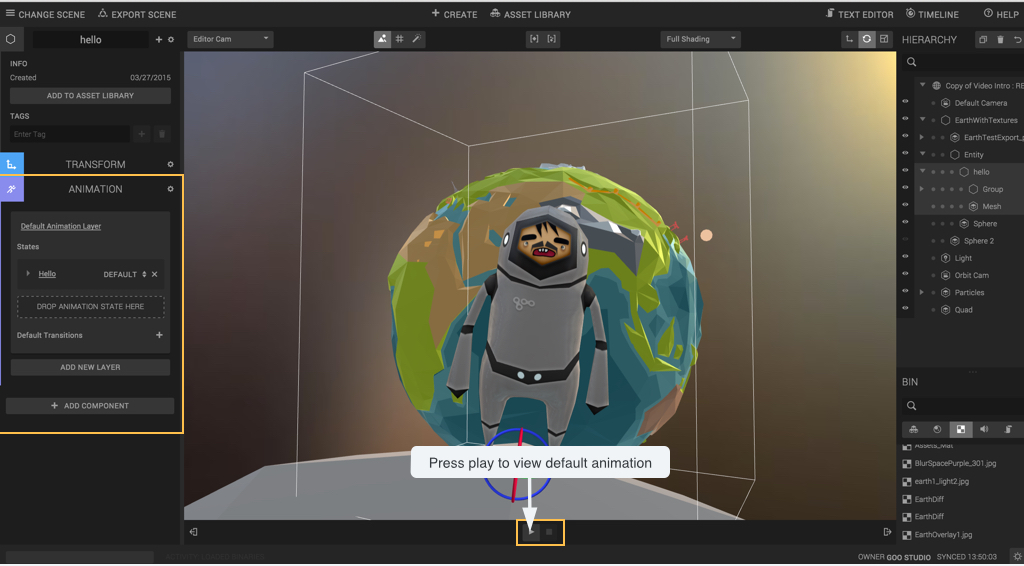 CHANGE SCENE
EXPORT SCENE
CREATE
ASSET LIBRARY
TEXT EDITOR
TIMELINE
HELP
hello
Editor Cam
Full Shading
HIERARCHY
INFO
Created 03/27/2015
ADD TO ASSET LIBRARY
TAGS
Enter Tag
TRANSFORM
ANIMATION
Default Animation Layer
States
Hello DEFAULT
DROP ANIMATION STATE HERE
Default Transitions
ADD NEW LAYER
ADD COMPONENT
Press play to view default animation
Copy of Video Intro : RE
Default Camera
EarthWithTextures
EarthTestExport_
Entity
hello
Group
Mesh
Sphere
Sphere 2
Light
Orbit Cam
Particles
Quad
BIN
Assets_Mat
BlurSpacePurple_301.jpg
earth1_light2.jpg
EarthDiff
EarthDiff
EarthOverlay1.jpg
OWNER GOO STUDIO SYNCED 13:50:03